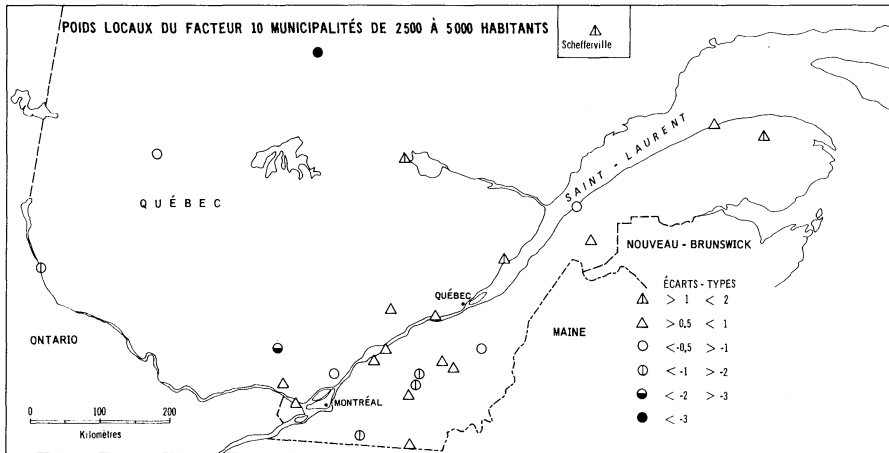 POIDS LOCAUX DU FACTEUR 10 MUNICIPALITÉS DE 2500 À 5000 HABITANTS
Schefferville
SAINT - LAURENT
QUÉBEC
NOUVEAU - BRUNSWICK
QUÉBEC
ONTARIO
MAINE
MONTRÉAL
ÉCARTS - TYPES
> 1 < 2
> 0.5 < 1
< -0,5 > -1
< -1 > -2
< -2 > -3
< -3
0 100 200
Kilomètres